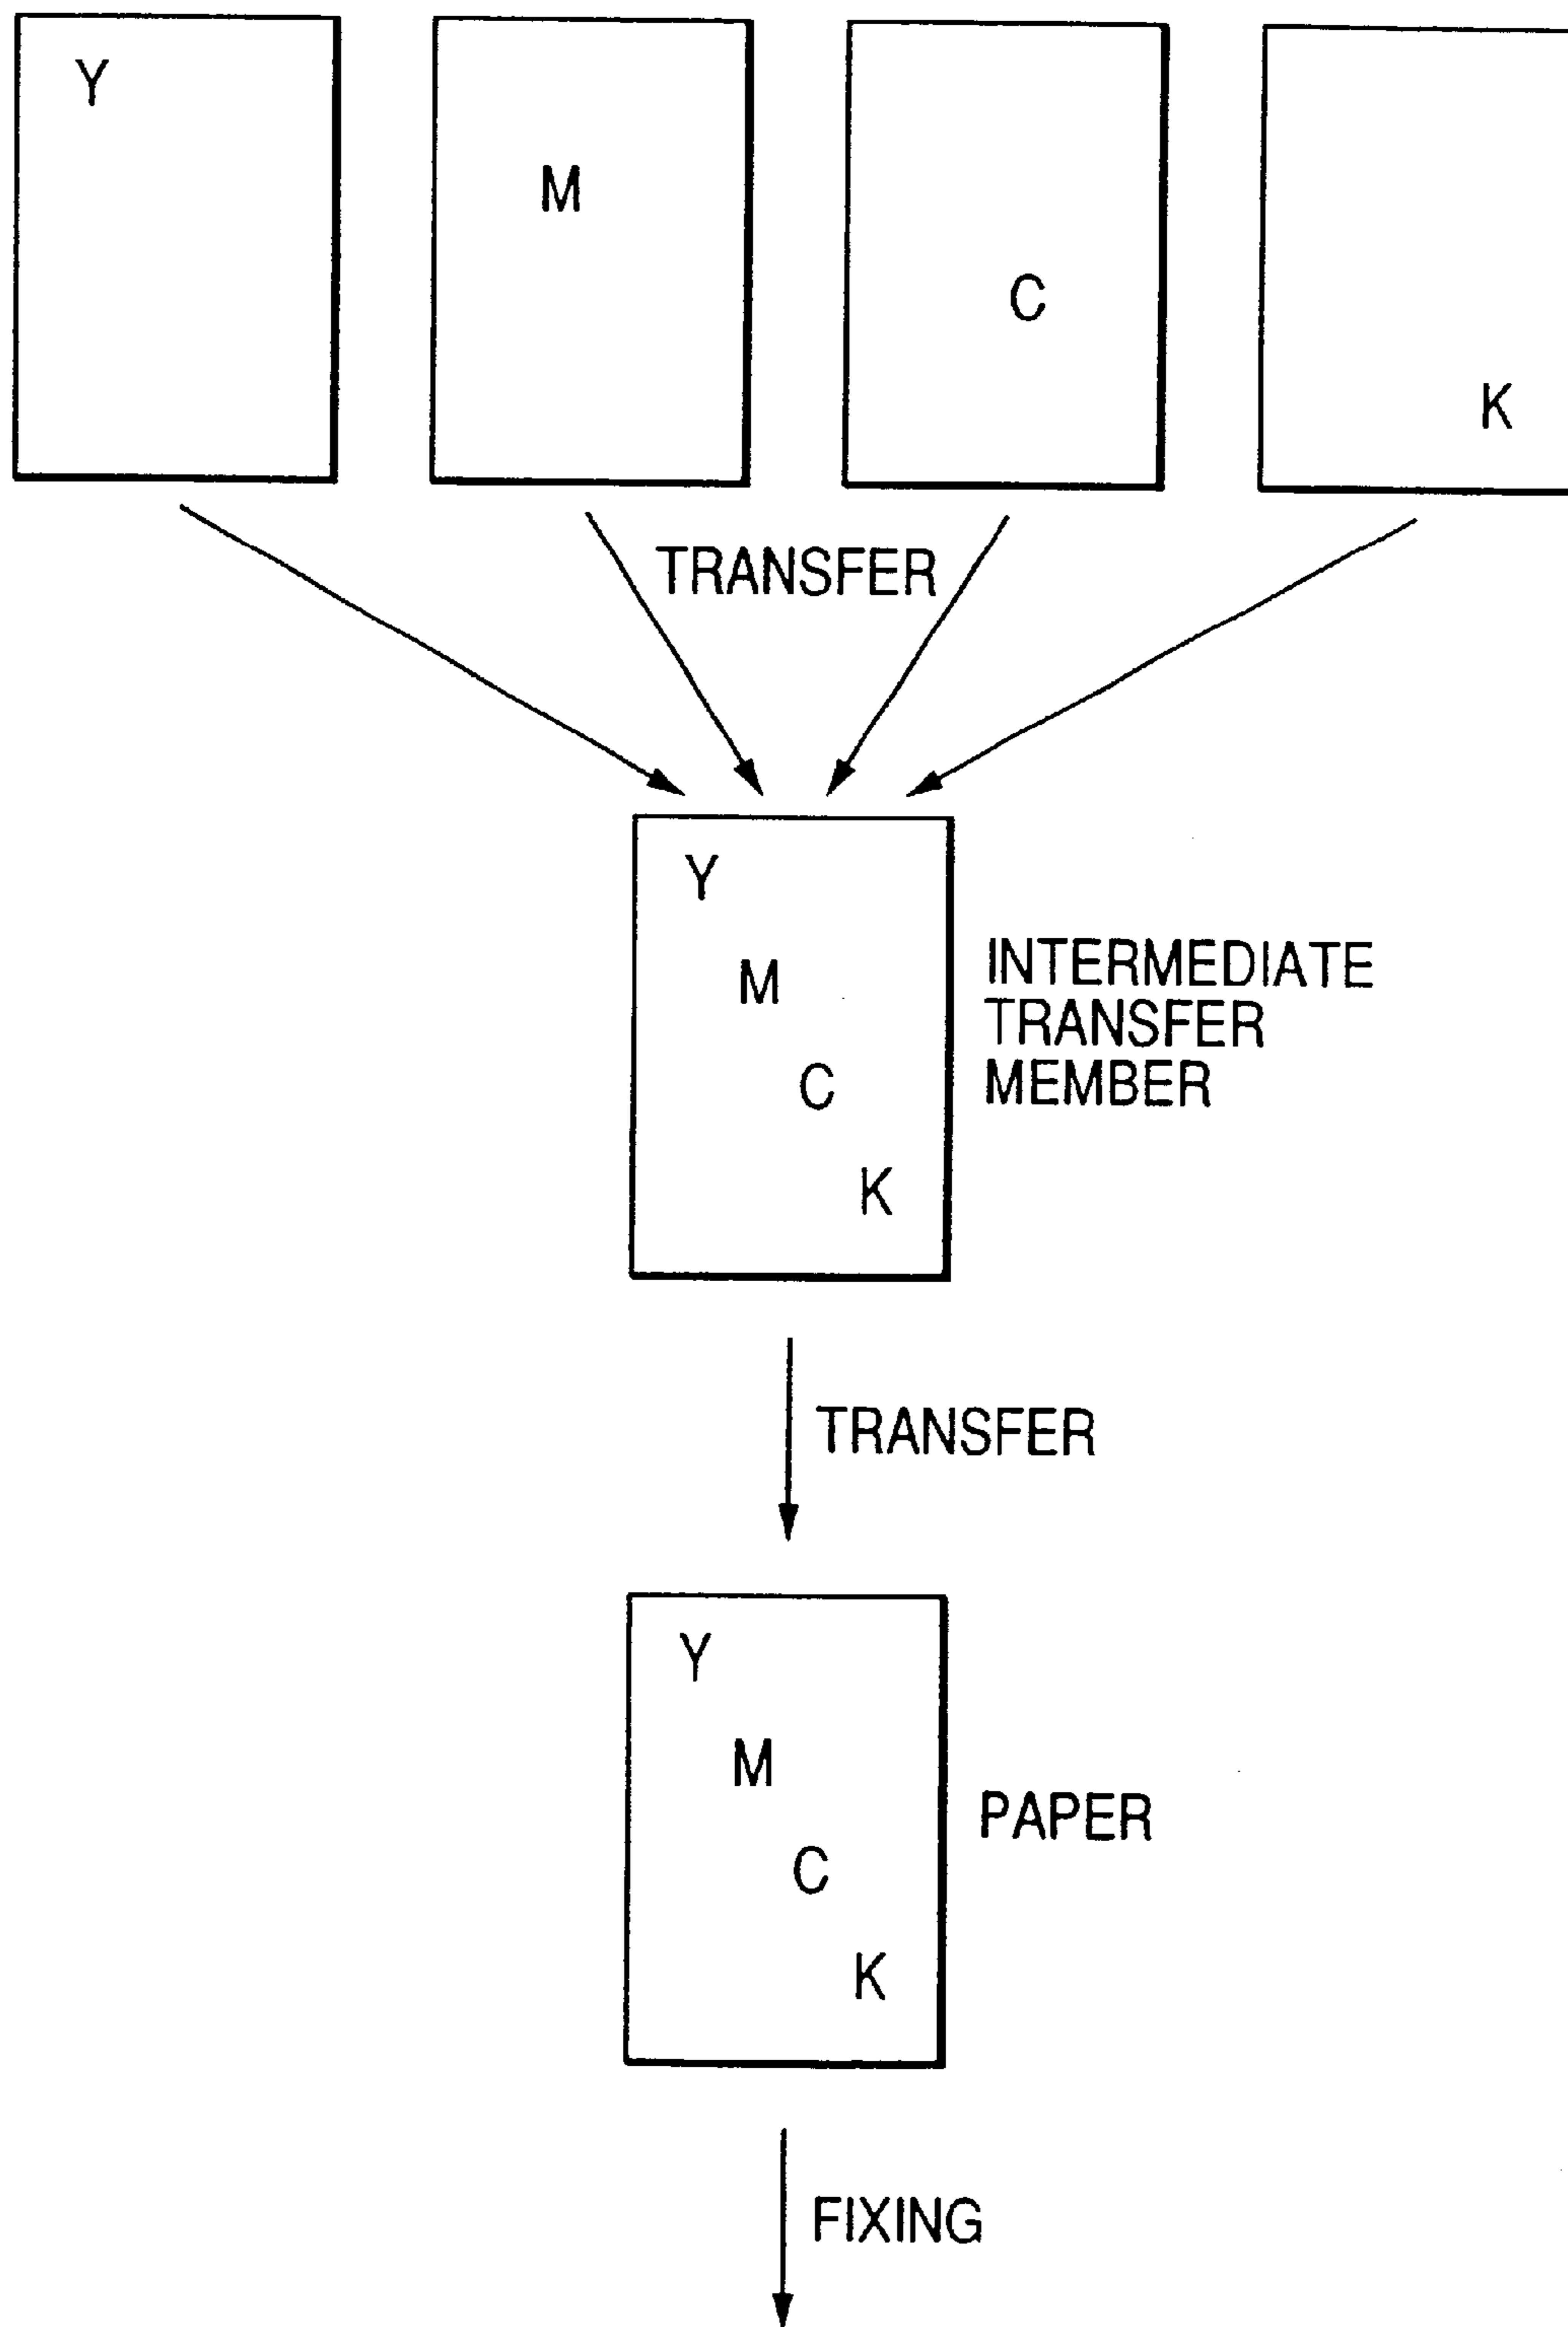 Y
M
C
K
TRANSFER
Y
M
C
K
INTERMEDIATE
TRANSFER
MEMBER
TRANSFER
Y
M
C
K
PAPER
FIXING